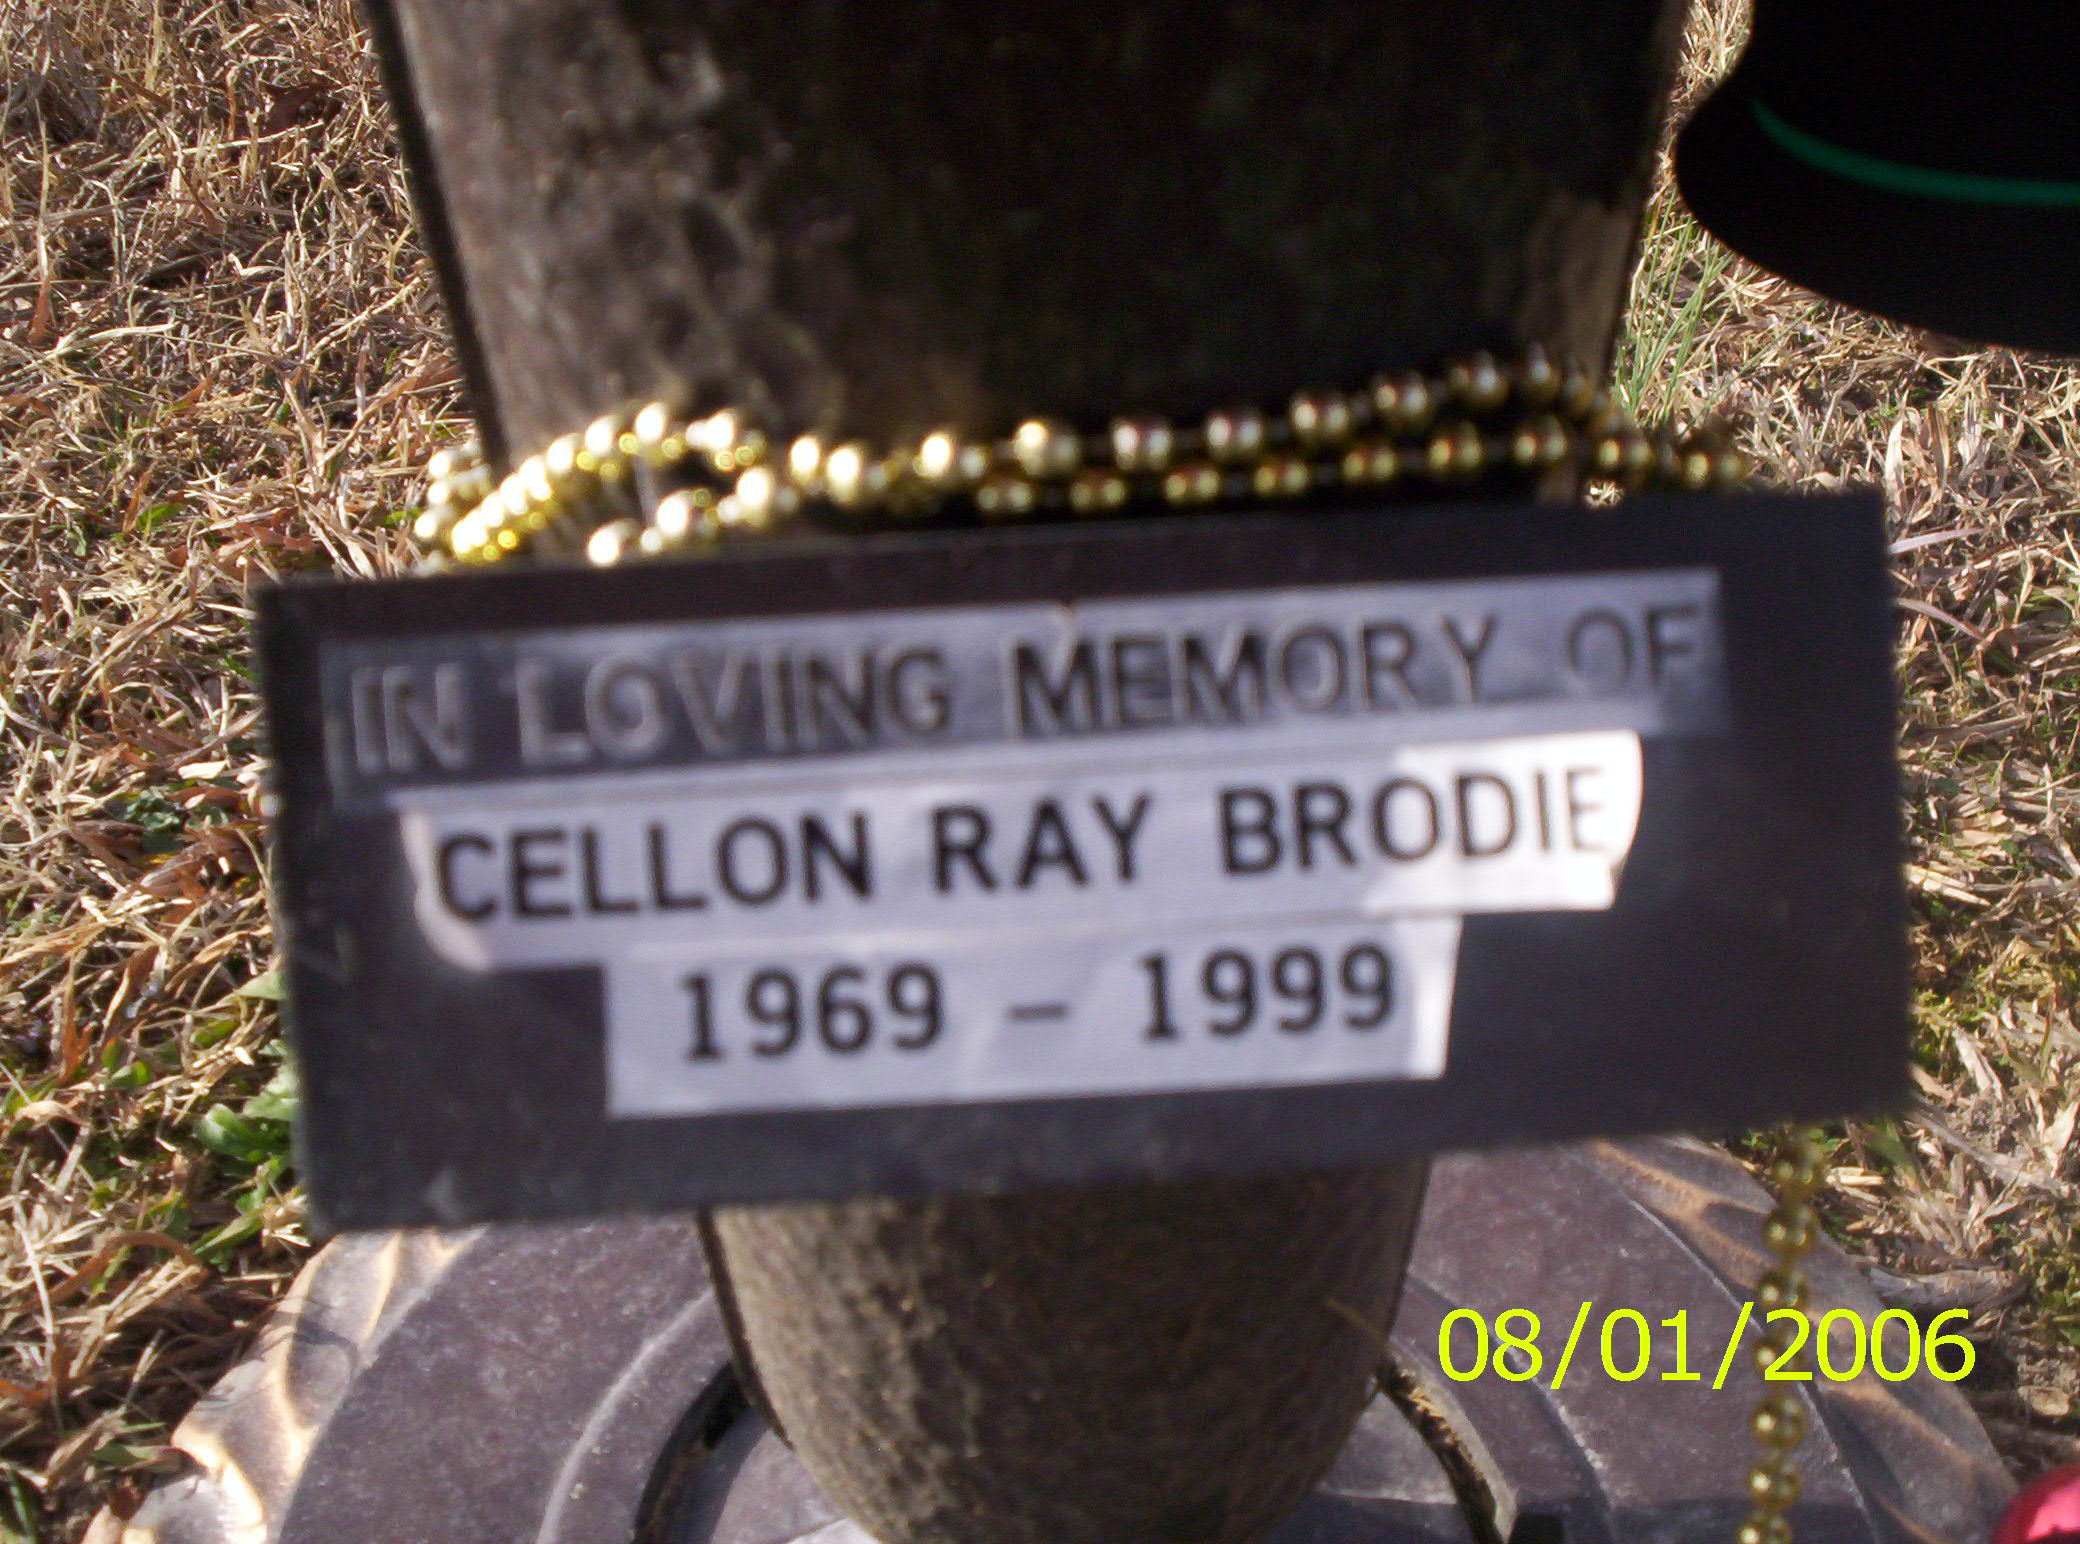 IN LOVING MEMORY OF
CELLON RAY BRODIE
1969 - 1999
08/01/2006